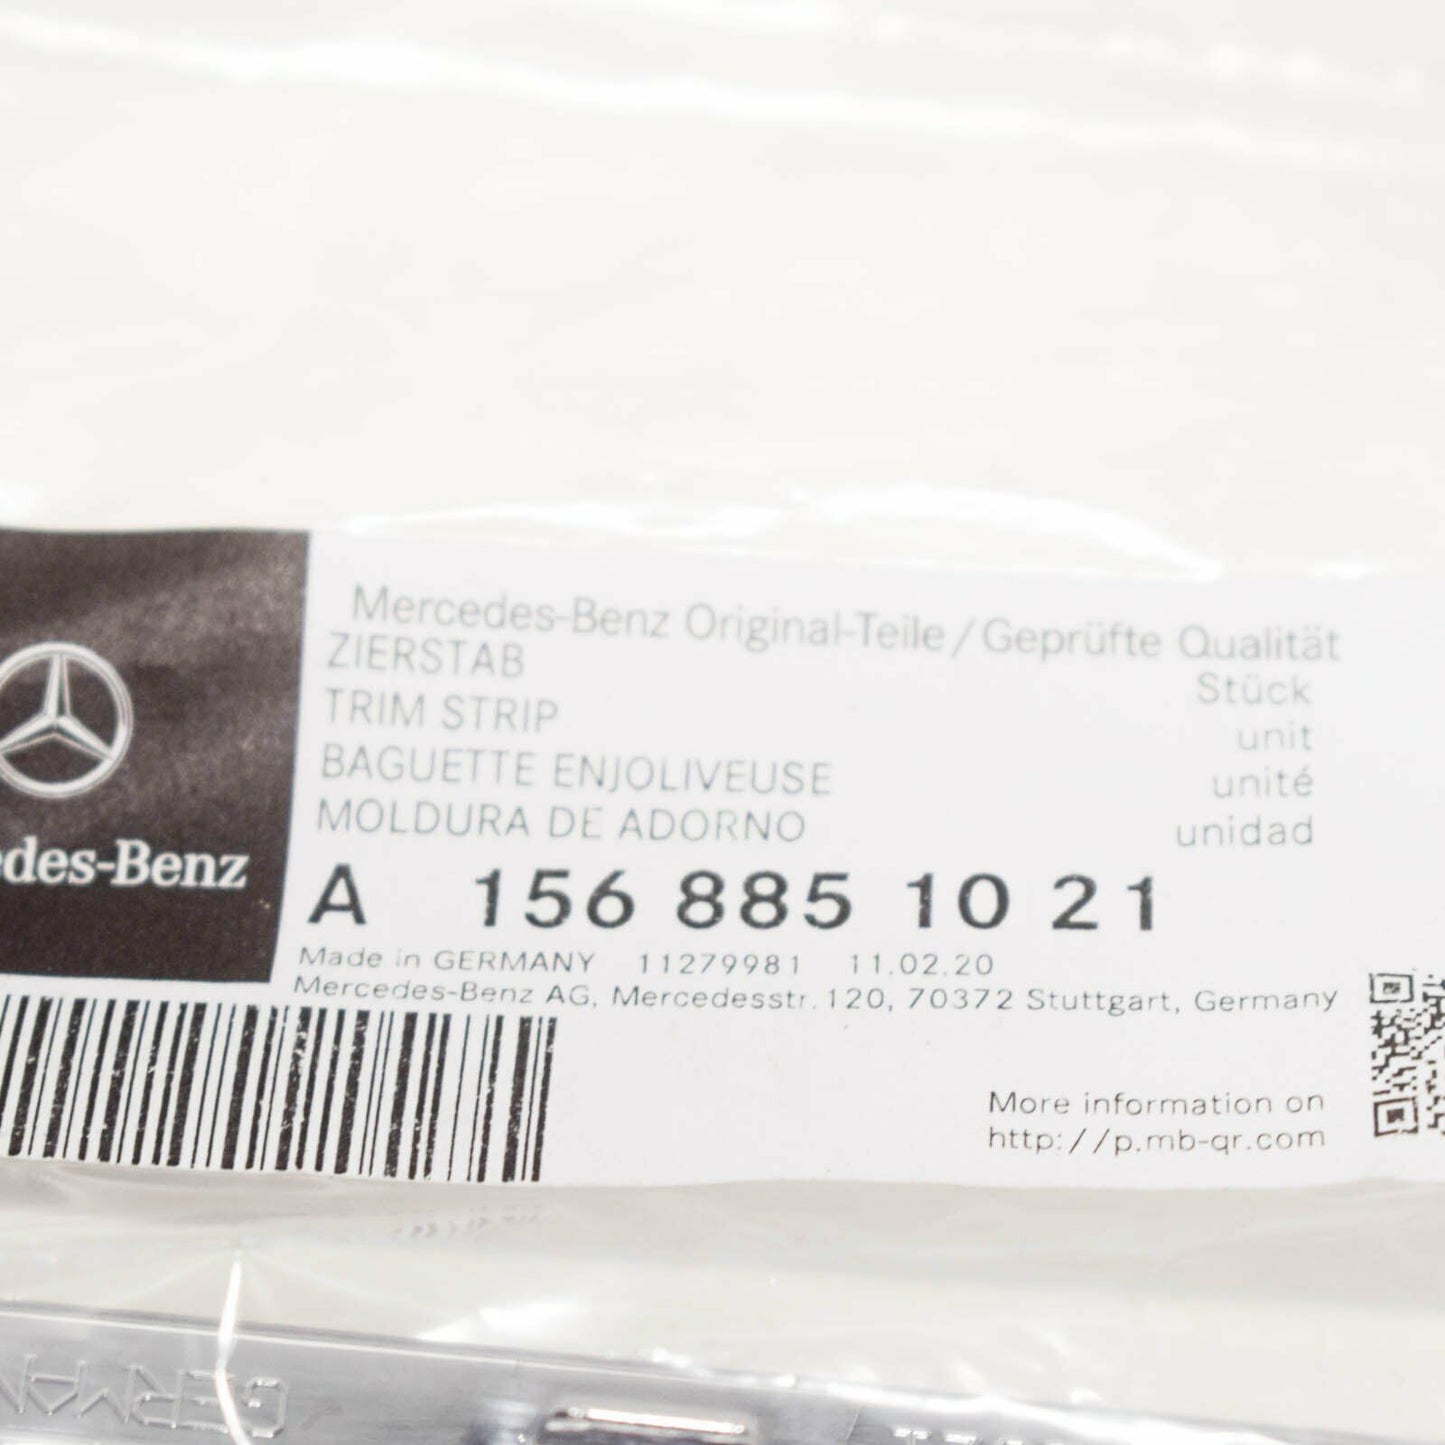 Mercedes-Benz Original-Teile/Geprüfte Qualität
ZIERSTAB Stück
TRIM STRIP unit
BAGUETTE ENJOLIVEUSE unité
MOLDURA DE ADORNO unidad
edes-Benz
A 156 885 10 21
Made in GERMANY 11279981 11.02.20
Mercedes-Benz AG, Mercedesstr. 120, 70372 Stuttgart, Germany
More information on
http://p.mb-qr.com
GERMAN